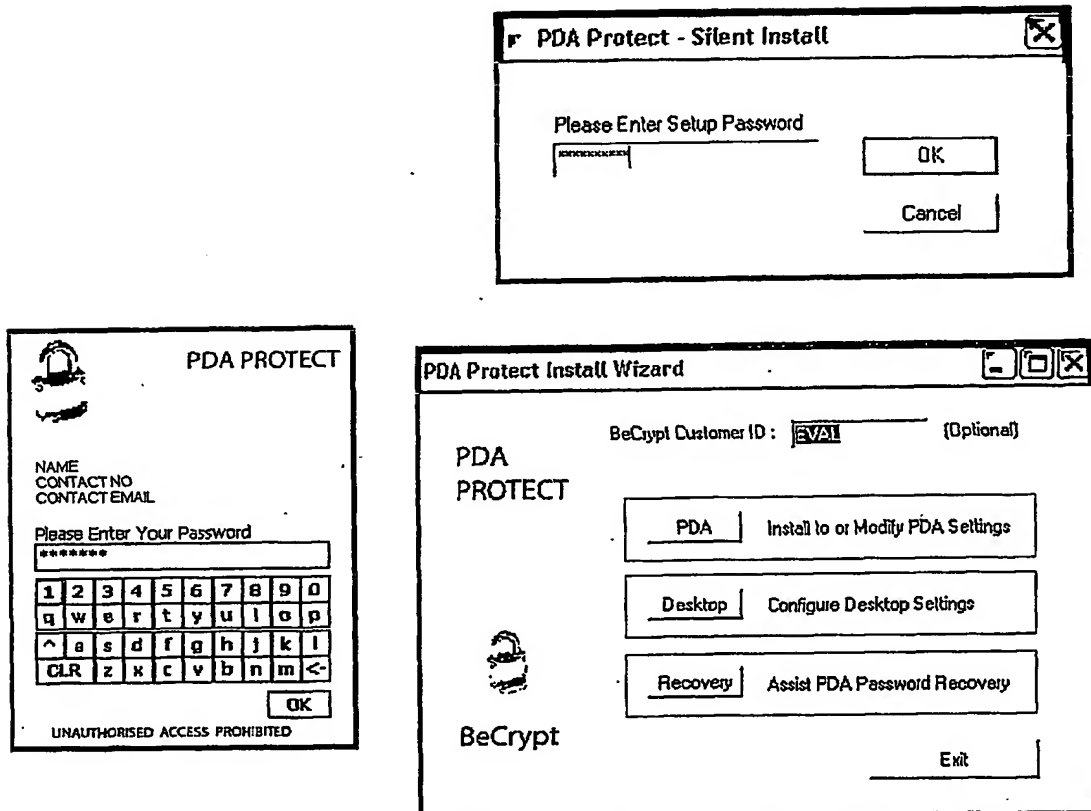 PDA Protect - Silent Install
Please Enter Setup Password
**********
OK
Cancel
PDA PROTECT
NAME
CONTACT NO
CONTACT EMAIL
Please Enter Your Password
*******
1 2 3 4 5 6 7 8 9 0
q w e r t y u i o p
^ a s d f g h j k l
CLR z x c v b n m <-
OK
UNAUTHORISED ACCESS PROHIBITED
PDA Protect Install Wizard
BeCrypt Customer ID : EVAL (Optional)
PDA
PROTECT
PDA Install to or Modify PDA Settings
Desktop Configure Desktop Settings
Recovery Assist PDA Password Recovery
BeCrypt
Exit